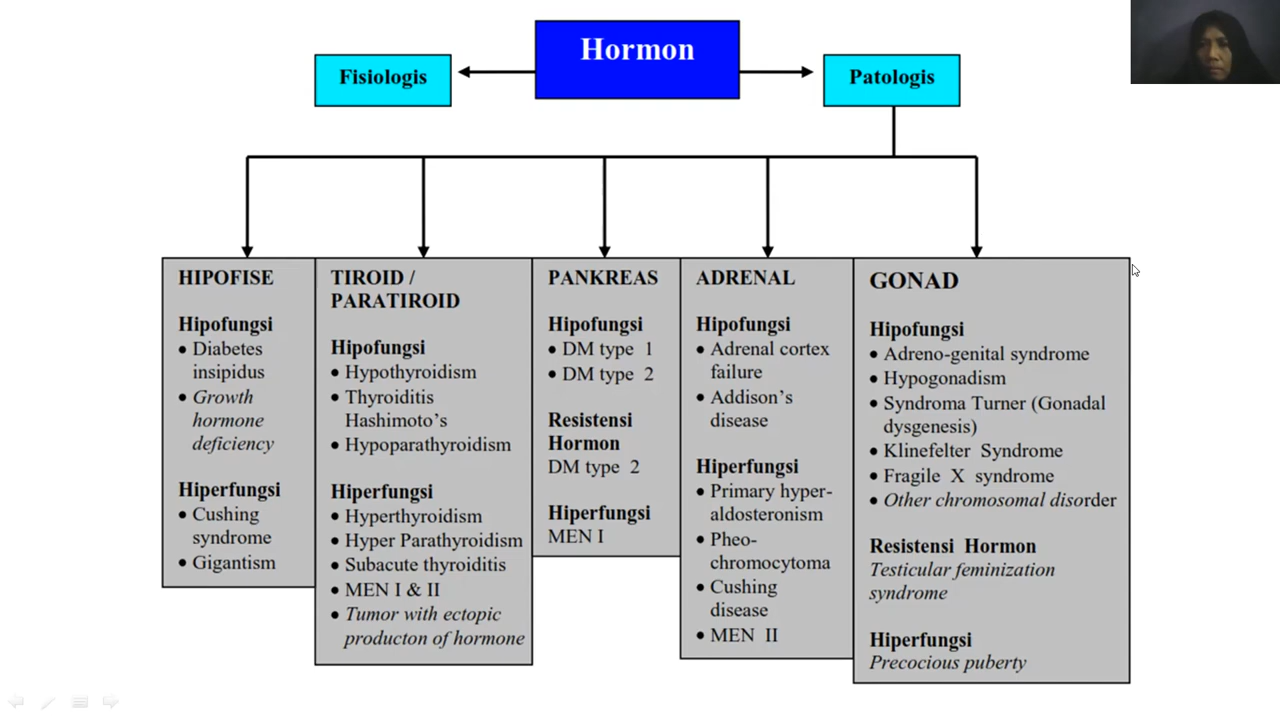 Hormon
Fisiologis
Patologis
HIPOFISE
Hipofungsi
• Diabetes
insipidus
• Growth
hormone
deficiency
Hiperfungsi
• Cushing
syndrome
• Gigantism
TIROID /
PARATIROID
Hipofungsi
• Hypothyroidism
• Thyroiditis
Hashimoto's
• Hypoparathyroidism
Hiperfungsi
• Hyperthyroidism
• Hyper Parathyroidism
• Subacute thyroiditis
• MEN I & II
• Tumor with ectopic
producton of hormone
PANKREAS
Hipofungsi
• DM type 1
• DM type 2
Resistensi
Hormon
DM type 2
Hiperfungsi
MEN I
ADRENAL
Hipofungsi
• Adrenal cortex
failure
• Addison's
disease
Hiperfungsi
• Primary hyper-
aldosteronism
• Pheo-
chromocytoma
• Cushing
disease
• MEN II
GONAD
Hipofungsi
• Adreno-genital syndrome
• Hypogonadism
• Syndroma Turner (Gonadal
dysgenesis)
• Klinefelter Syndrome
• Fragile X syndrome
• Other chromosomal disorder
Resistensi Hormon
Testicular feminization
syndrome
Hiperfungsi
Precocious puberty